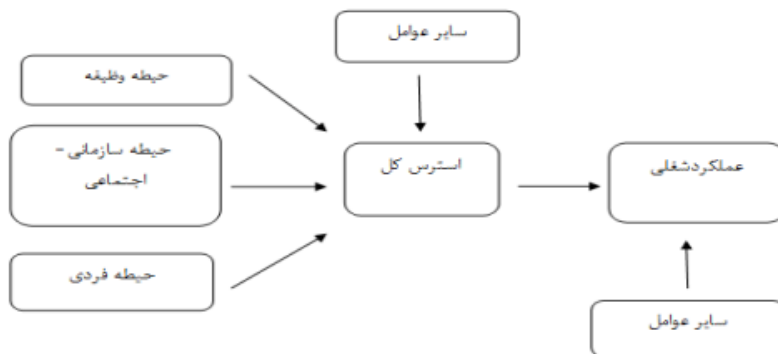 سایر عوامل
حیطه وظیفه
حیطه سازمانی-
اجتماعی
استرس کل
عملکردشغلی
حیطه فردی
سایر عوامل